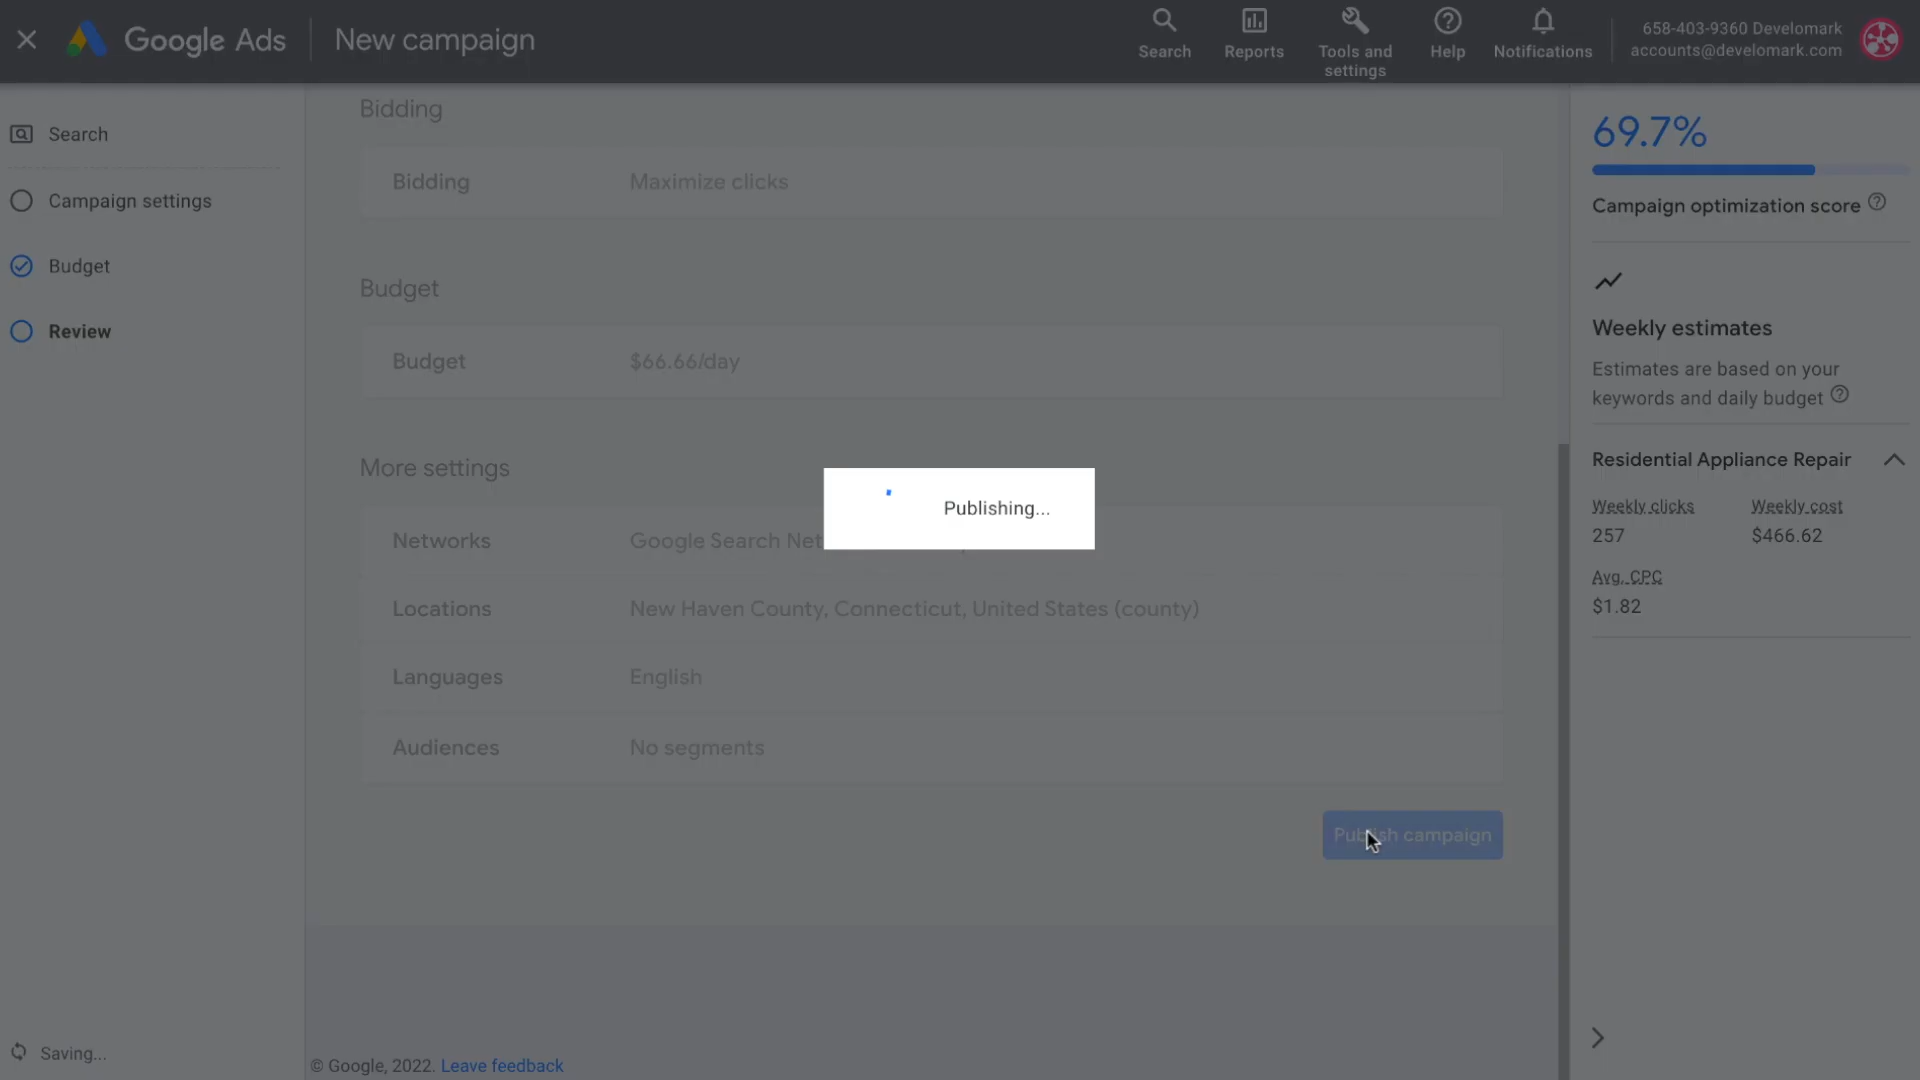 Google Ads
New campaign
Search
Reports
Tools and
settings
Help
Notifications
658-403-9360 Develomark
accounts@develomark.com
Search
Campaign settings
Budget
Review
Saving...
Bidding
Bidding
Maximize clicks
Budget
Budget
$66.66/day
More settings
Networks
Google Search Net
Locations
New Haven County, Connecticut, United States (county)
Languages
English
Audiences
No segments
Publishing...
Publish campaign
© Google, 2022. Leave feedback
69.7%
Campaign optimization score
Weekly estimates
Estimates are based on your
keywords and daily budget
Residential Appliance Repair
Weekly clicks
Weekly cost
257
$466.62
Avg. CPC
$1.82